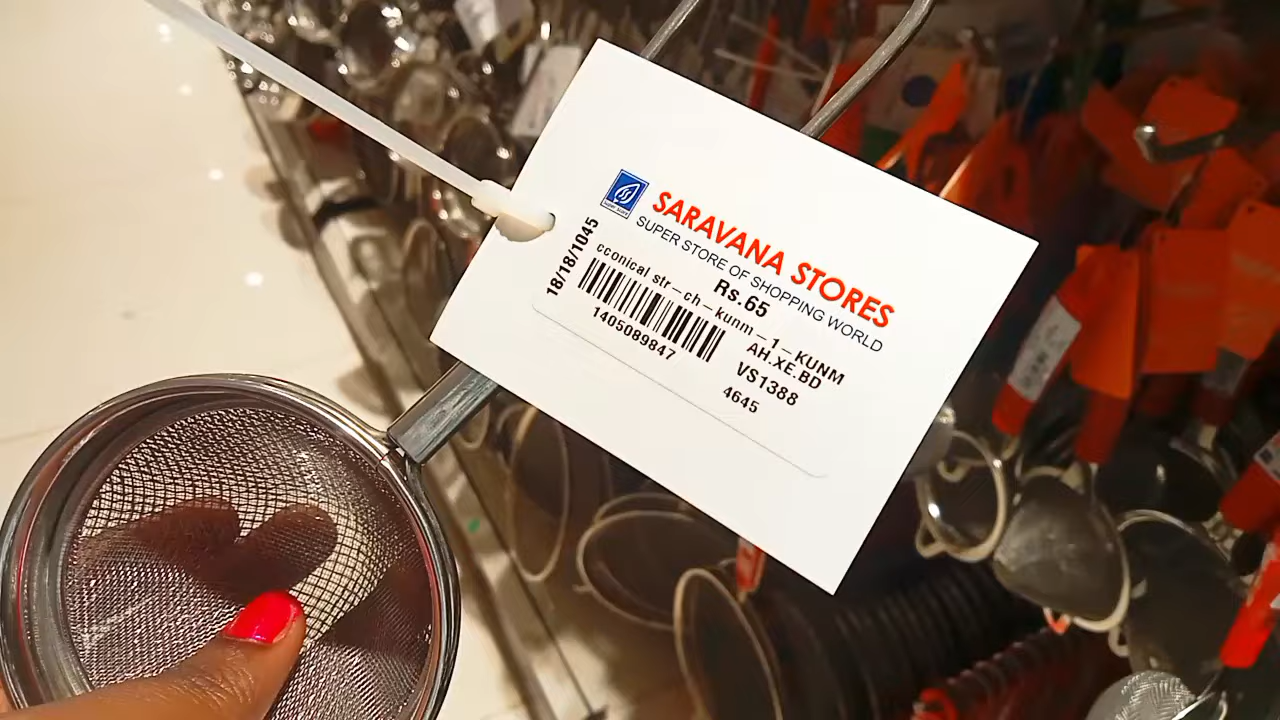 SARAVANA STORES
SUPER STORE OF SHOPPING WORLD
Rs.65
cconical str-ch-kunm-1-KUNM
18/18/1045
AH.XE.BD
1405089847
VS1388
4645